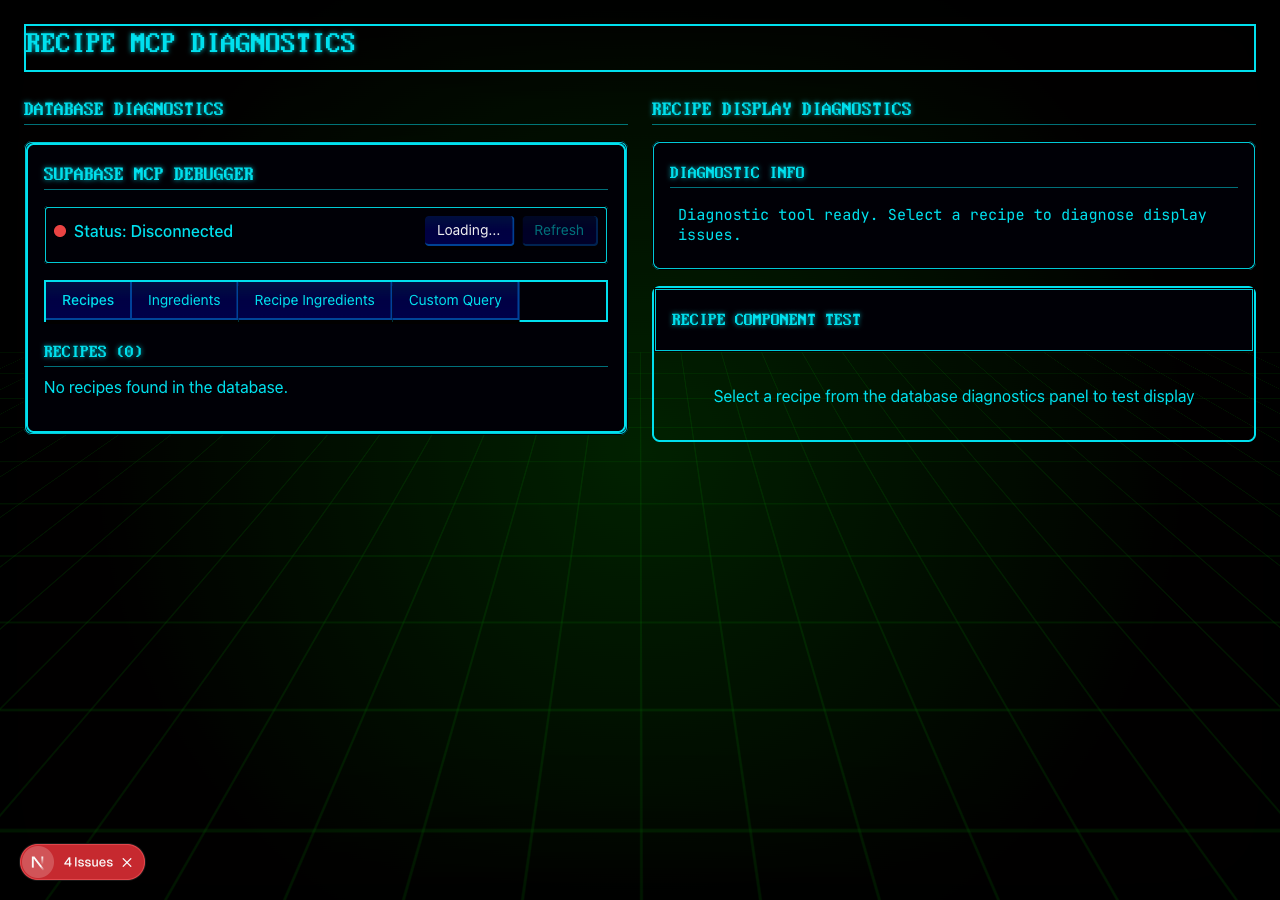 RECIPE MCP DIAGNOSTICS
DATABASE DIAGNOSTICS
SUPABASE MCP DEBUGGER
Status: Disconnected
Loading...
Refresh
Recipes
Ingredients
Recipe Ingredients
Custom Query
RECIPES (0)
No recipes found in the database.
RECIPE DISPLAY DIAGNOSTICS
DIAGNOSTIC INFO
Diagnostic tool ready. Select a recipe to diagnose display
issues.
RECIPE COMPONENT TEST
Select a recipe from the database diagnostics panel to test display
N
4 Issues